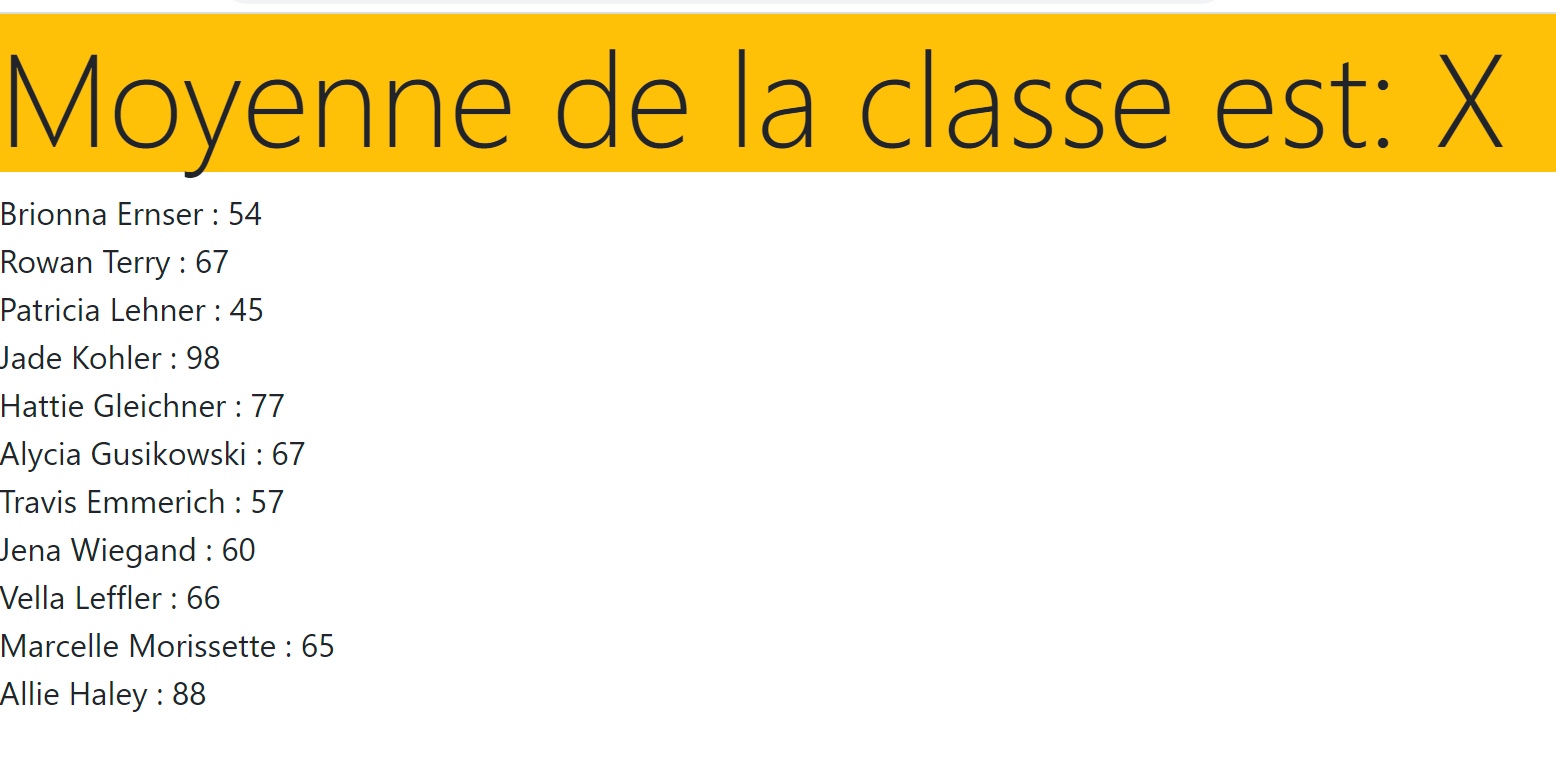 Moyenne de la classe est: X
Brionna Ernser : 54
Rowan Terry : 67
Patricia Lehner : 45
Jade Kohler : 98
Hattie Gleichner : 77
Alycia Gusikowski : 67
Travis Emmerich : 57
Jena Wiegand : 60
Vella Leffler : 66
Marcelle Morissette : 65
Allie Haley : 88